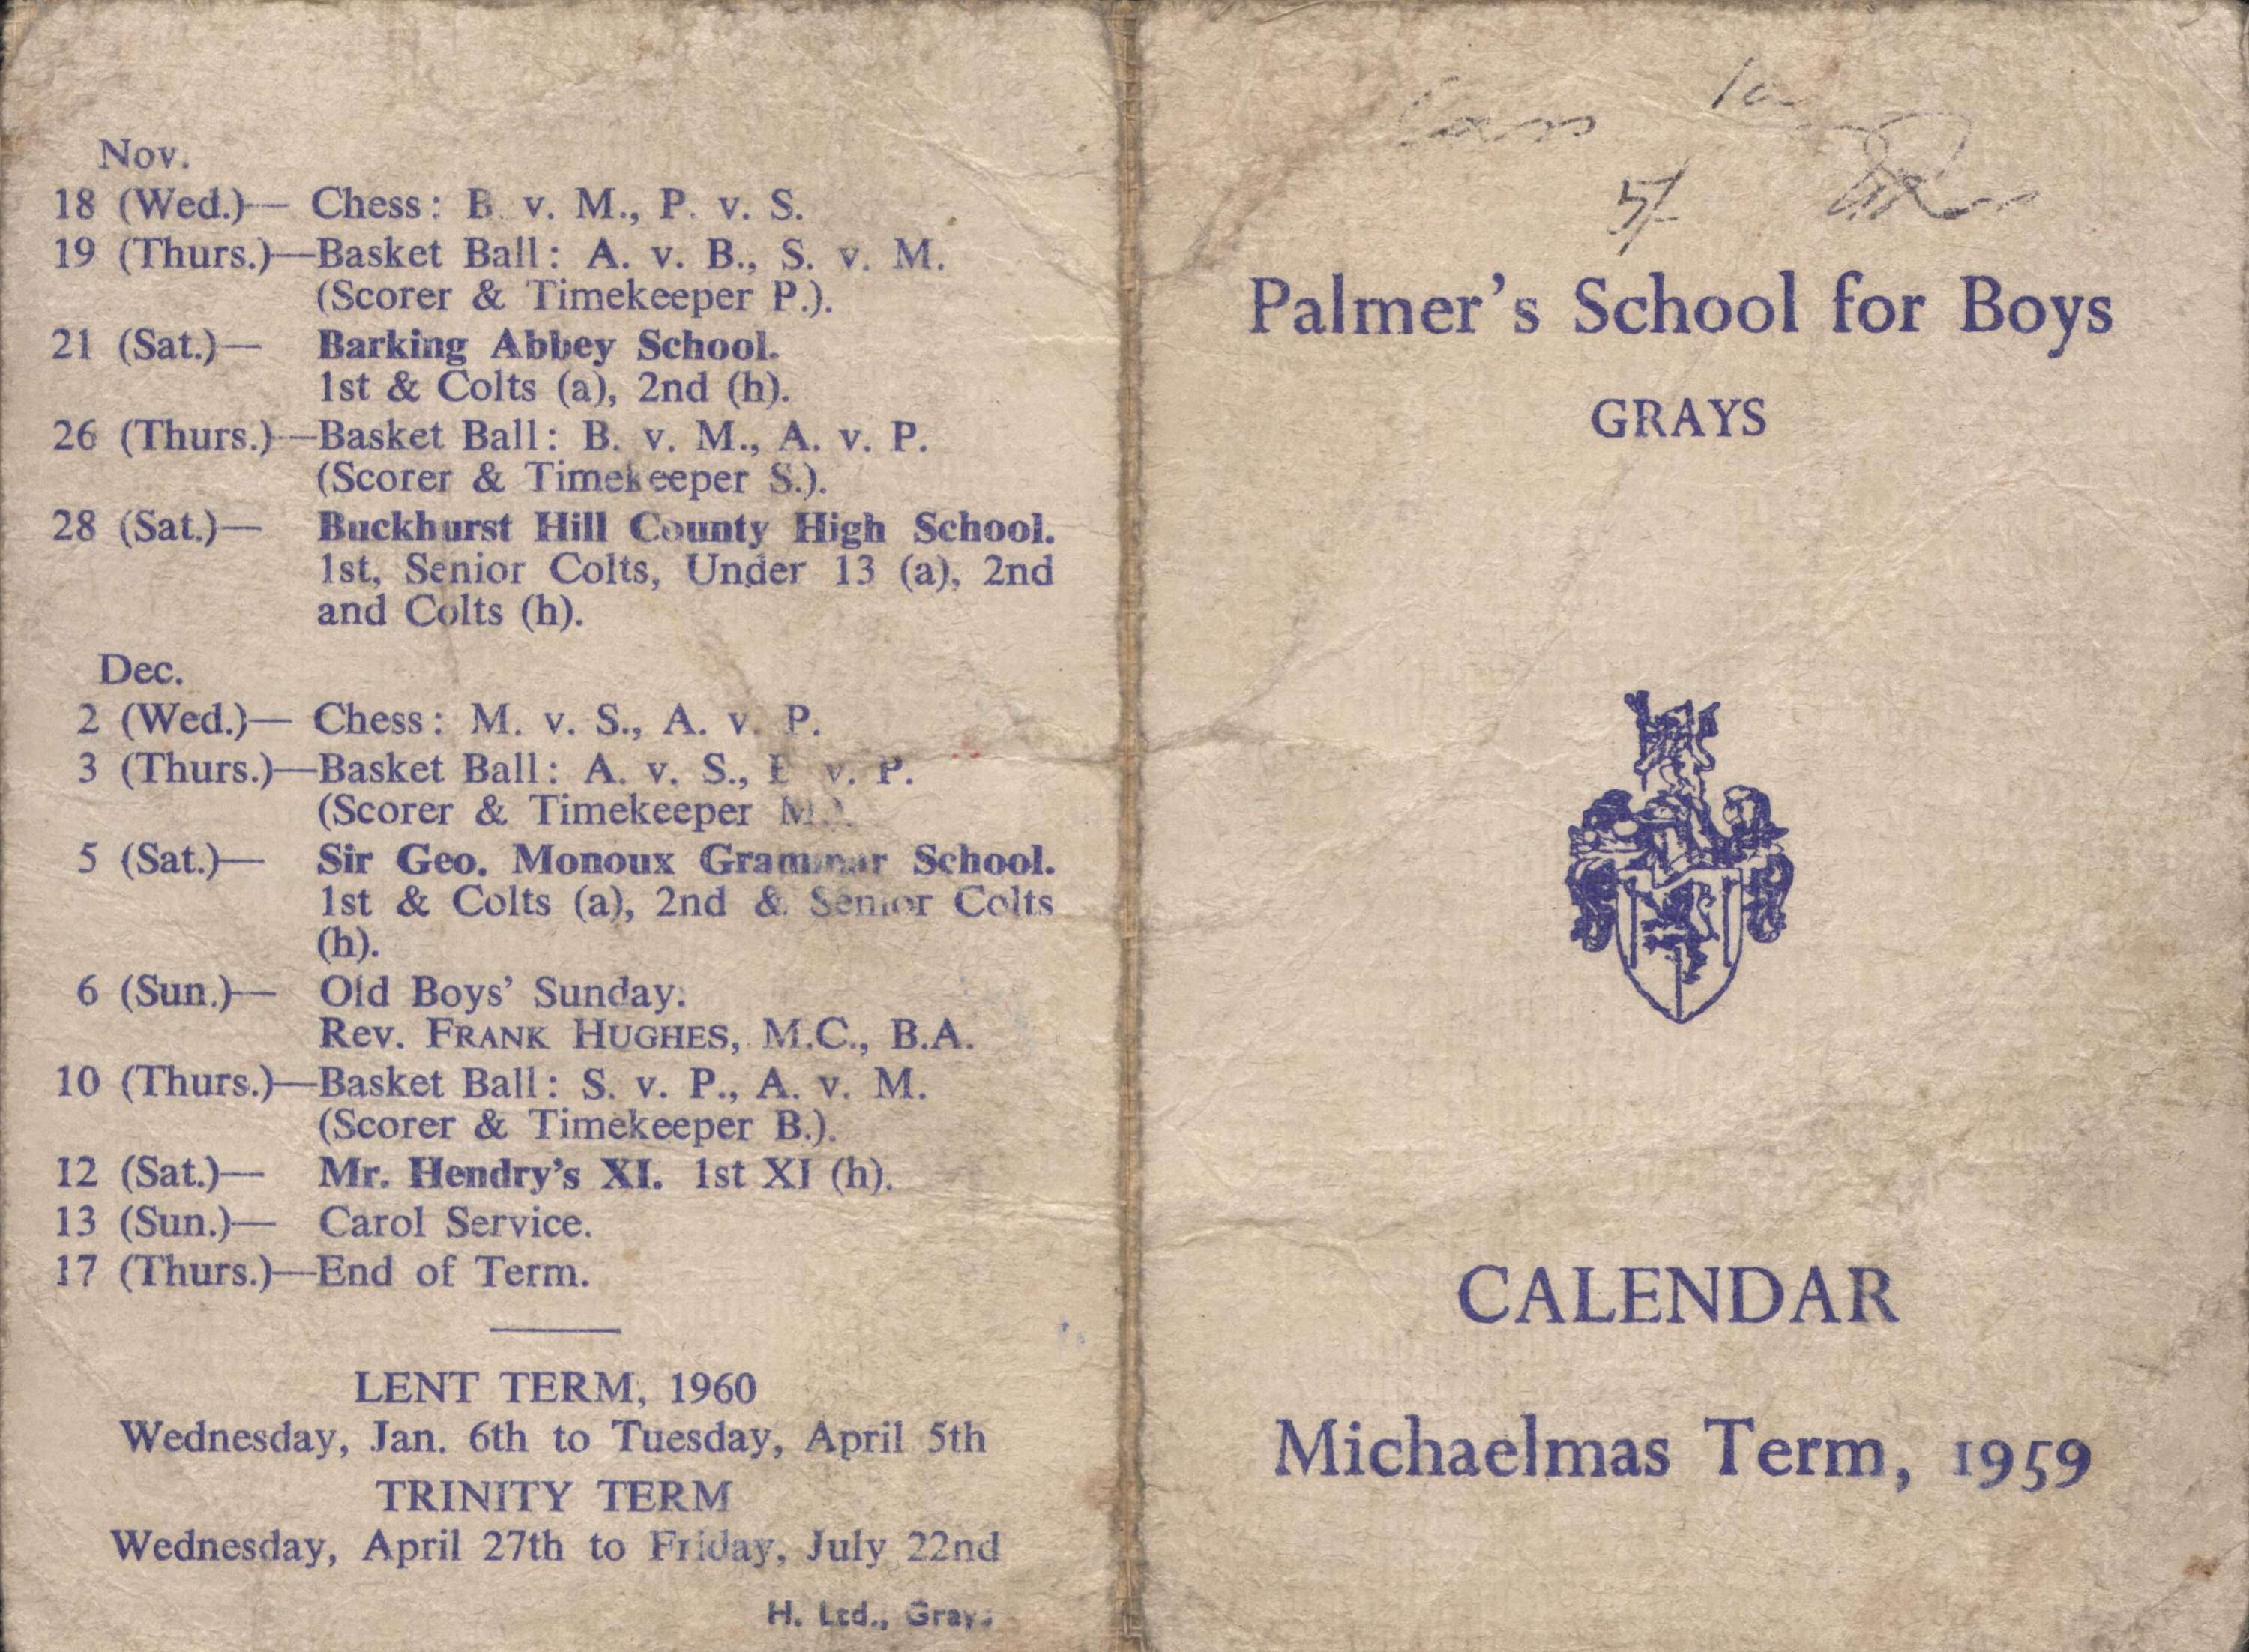 Nov.
18 (Wed.)— Chess: B. v. M., P. v. S.
19 (Thurs.)—Basket Ball: A. v. B., S. v. M.
(Scorer & Timekeeper P.).
21 (Sat.)— Barking Abbey School.
1st & Colts (a), 2nd (h).
26 (Thurs.)—Basket Ball: B. v. M., A. v. P.
(Scorer & Timekeeper S.).
28 (Sat.)— Buckhurst Hill County High School.
1st, Senior Colts, Under 13 (a), 2nd
and Colts (h).
Dec.
2 (Wed.)— Chess: M. v. S., A. v. P.
3 (Thurs.)—Basket Ball: A. v. S., B. v. P.
(Scorer & Timekeeper M.).
5 (Sat.)— Sir Geo. Monoux Grammar School.
1st & Colts (a), 2nd & Senior Colts
(h).
6 (Sun.)— Old Boys' Sunday:
Rev. FRANK HUGHES, M.C., B.A.
10 (Thurs.)—Basket Ball: S. v. P., A. v. M.
(Scorer & Timekeeper B.).
12 (Sat.)— Mr. Hendry's XI. 1st XI (h).
13 (Sun.)— Carol Service.
17 (Thurs.)—End of Term.
LENT TERM, 1960
Wednesday, Jan. 6th to Tuesday, April 5th
TRINITY TERM
Wednesday, April 27th to Friday, July 22nd
H. Ltd., Grays
5/-
Palmer's School for Boys
GRAYS
CALENDAR
Michaelmas Term, 1959